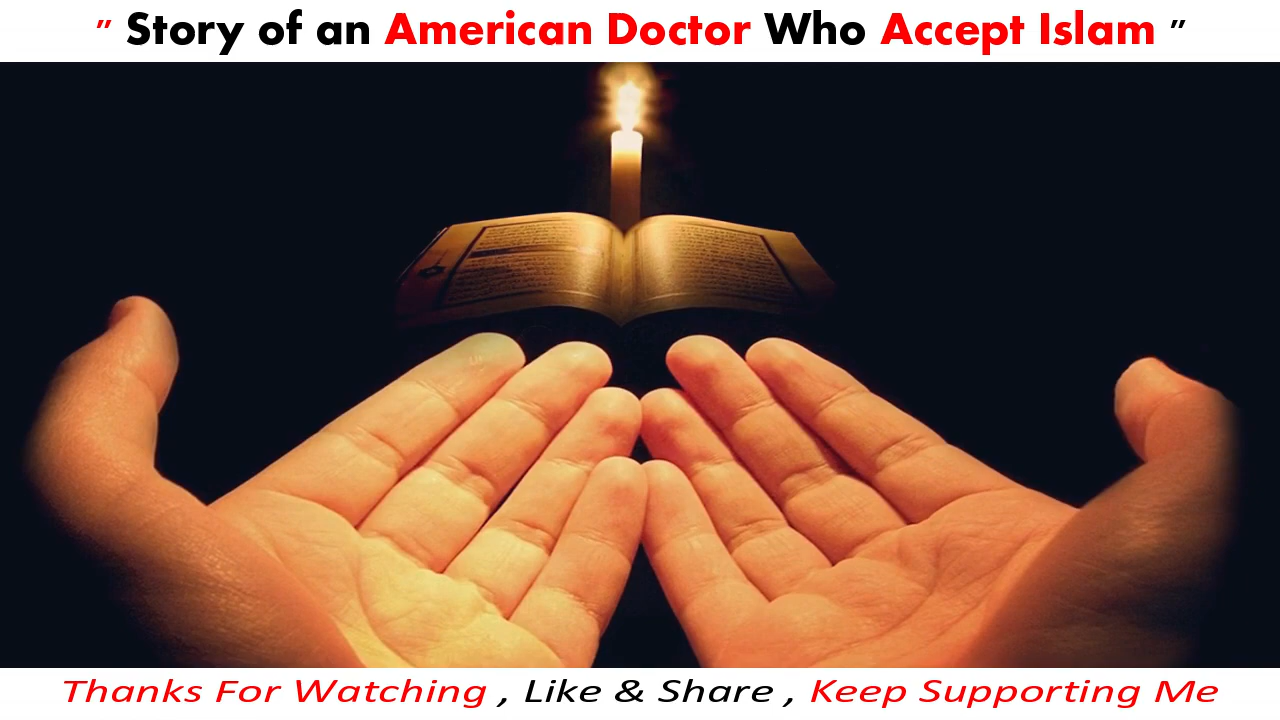 " Story of an American Doctor Who Accept Islam "
Thanks For Watching , Like & Share , Keep Supporting Me